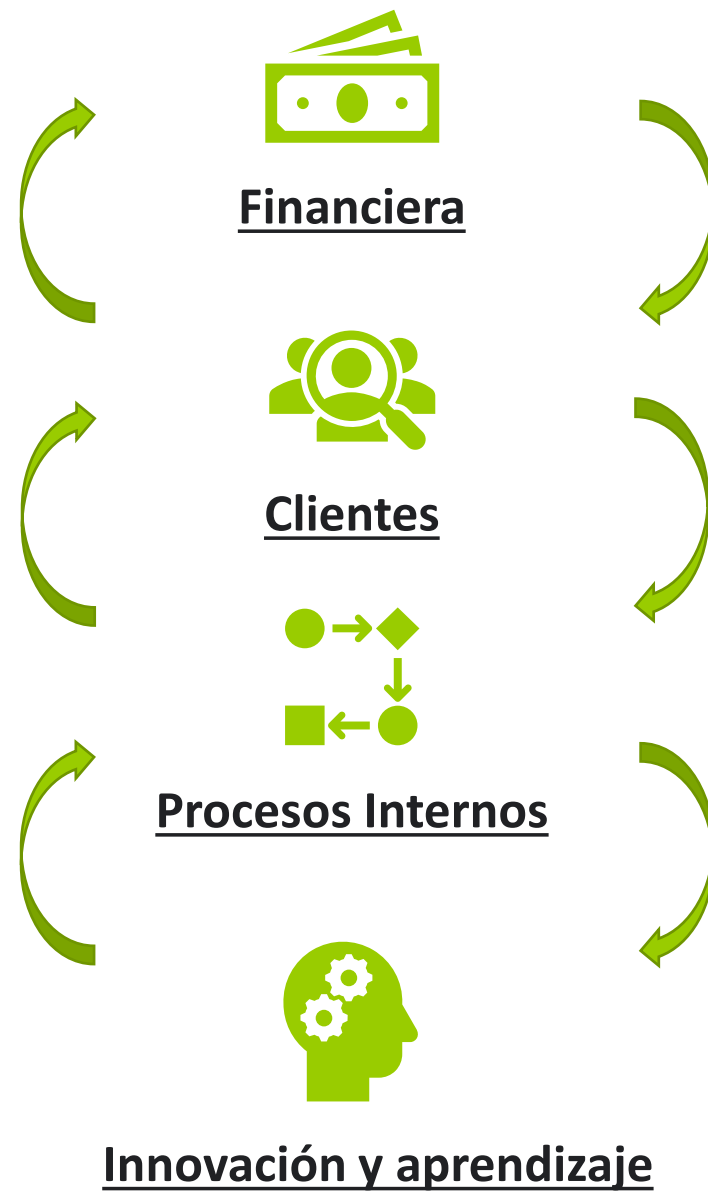 Financiera
Clientes
Procesos Internos
Innovación y aprendizaje